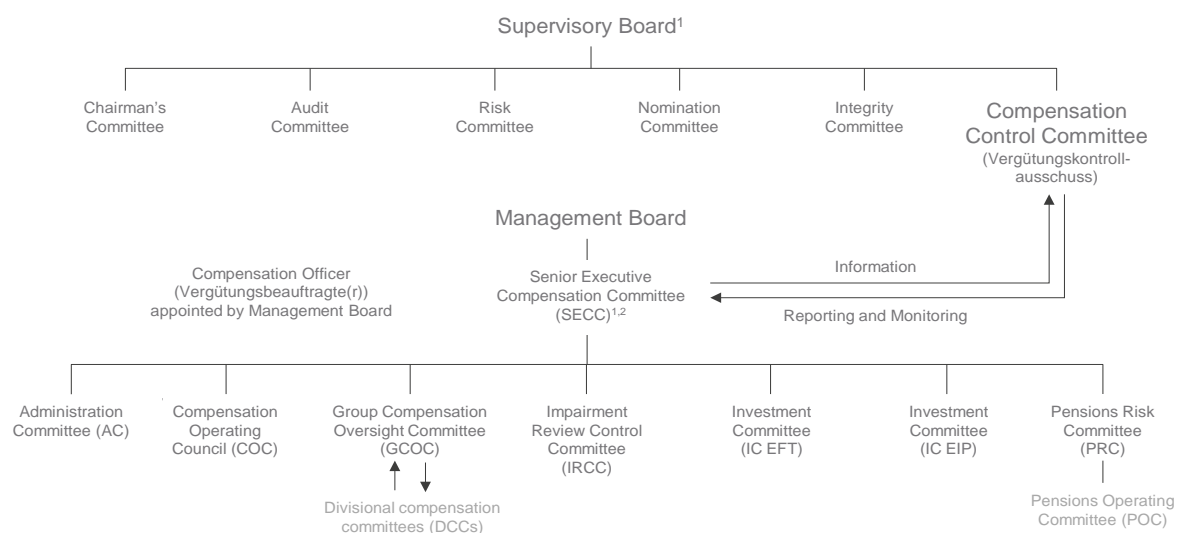 Supervisory Board¹
Chairman's
Committee
Audit
Committee
Risk
Committee
Nomination
Committee
Integrity
Committee
Compensation
Control Committee
(Vergütungskontroll-
ausschuss)
Management Board
Compensation Officer
(Vergütungsbeauftragte(r))
appointed by Management Board
Senior Executive
Compensation Committee
(SECC)¹,²
Information
Reporting and Monitoring
Administration
Committee (AC)
Compensation
Operating
Council (COC)
Group Compensation
Oversight Committee
(GCOC)
Impairment
Review Control
Committee
(IRCC)
Investment
Committee
(IC EFT)
Investment
Committee
(IC EIP)
Pensions Risk
Committee
(PRC)
Divisional compensation
committees (DCCs)
Pensions Operating
Committee (POC)